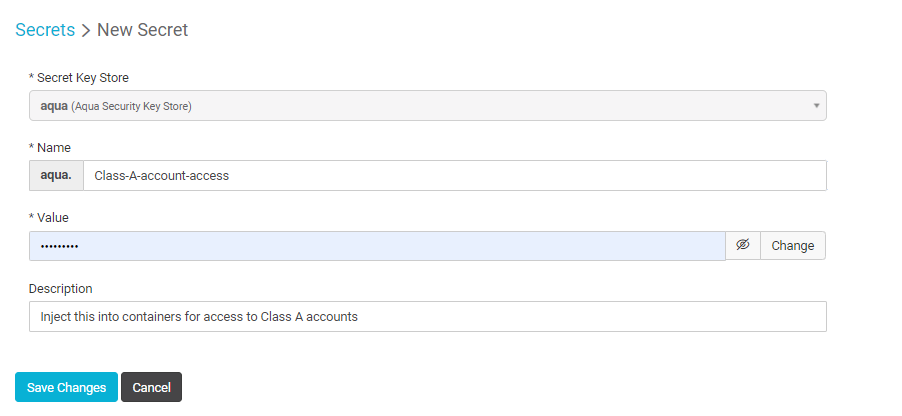 Secrets > New Secret
* Secret Key Store
aqua (Aqua Security Key Store)
* Name
aqua. Class-A-account-access
* Value
••••••••• Change
Description
Inject this into containers for access to Class A accounts
Save Changes Cancel